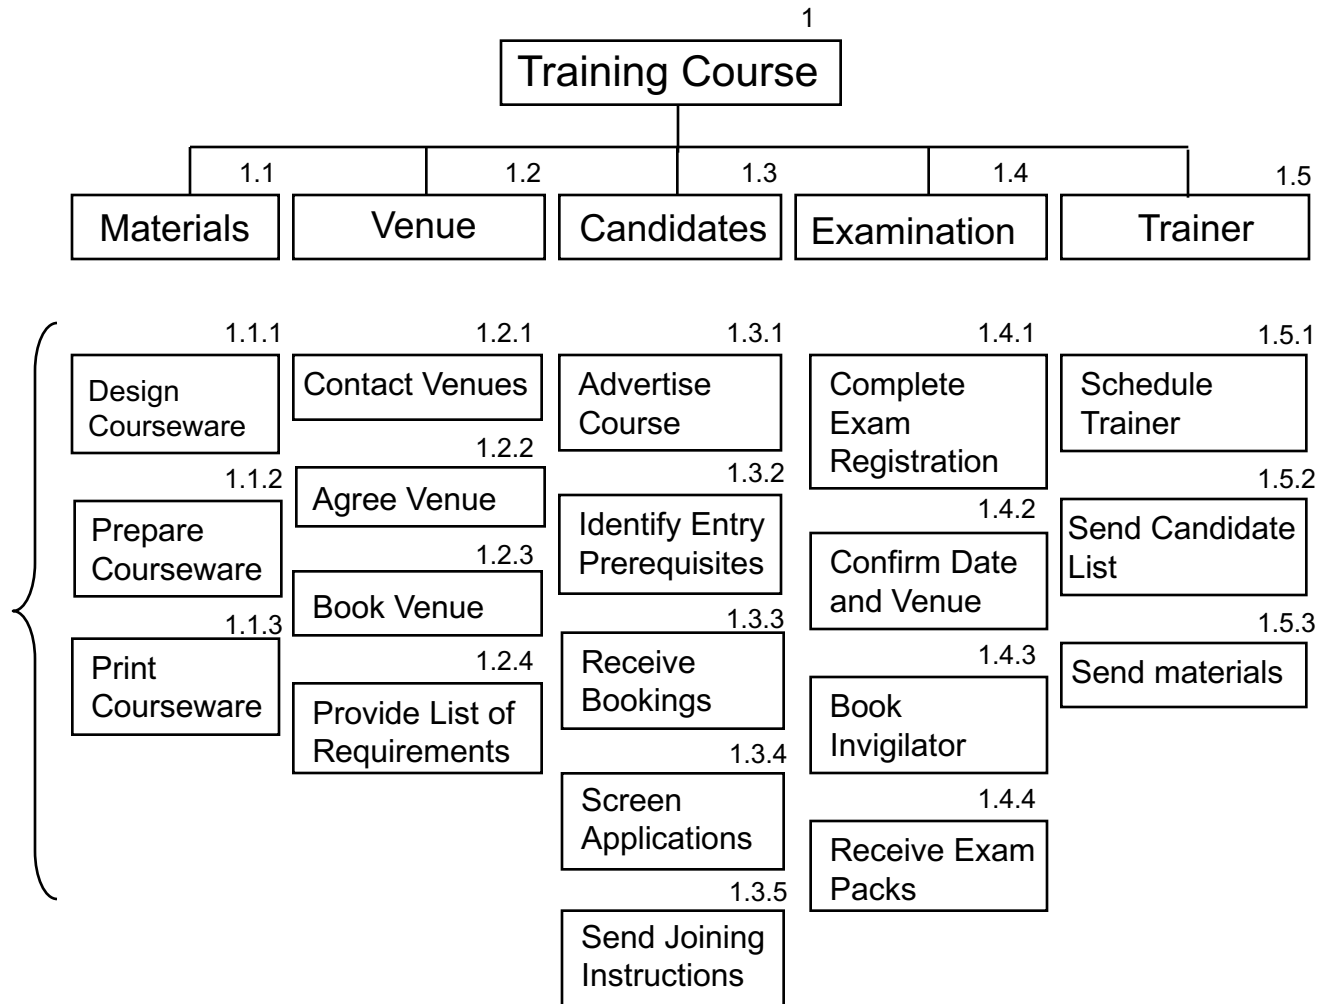 1
Training Course
1.1
Materials
1.2
Venue
1.3
Candidates
1.4
Examination
1.5
Trainer
1.1.1
Design
Courseware
1.1.2
Prepare
Courseware
1.1.3
Print
Courseware
1.2.1
Contact Venues
1.2.2
Agree Venue
1.2.3
Book Venue
1.2.4
Provide List of
Requirements
1.3.1
Advertise
Course
1.3.2
Identify Entry
Prerequisites
1.3.3
Receive
Bookings
1.3.4
Screen
Applications
1.3.5
Send Joining
Instructions
1.4.1
Complete
Exam
Registration
1.4.2
Confirm Date
and Venue
1.4.3
Book
Invigilator
1.4.4
Receive Exam
Packs
1.5.1
Schedule
Trainer
1.5.2
Send Candidate
List
1.5.3
Send materials